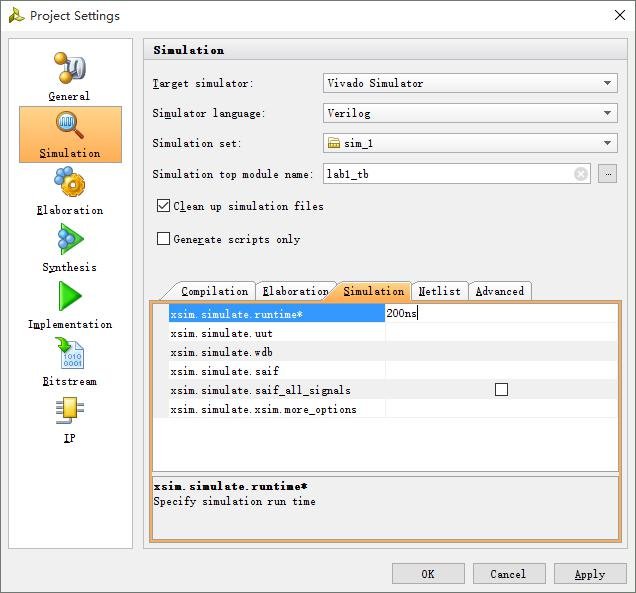 Project Settings
General
Simulation
Elaboration
Synthesis
Implementation
1010
0001
Bitstream
IP
Simulation
Target simulator: Vivado Simulator
Simulator language: Verilog
Simulation set: sim_1
Simulation top module name: lab1_tb ...
Clean up simulation files
Generate scripts only
Compilation Elaboration Simulation Netlist Advanced
xsim.simulate.runtime* 200ns
xsim.simulate.uut
xsim.simulate.wdb
xsim.simulate.saif
xsim.simulate.saif_all_signals
xsim.simulate.xsim.more_options
xsim.simulate.runtime*
Specify simulation run time
OK Cancel Apply